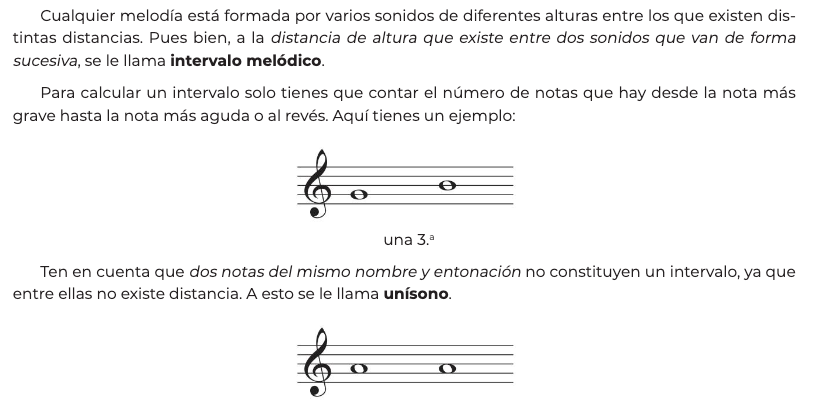 Cualquier melodía está formada por varios sonidos de diferentes alturas entre los que existen dis-
tintas distancias. Pues bien, a la distancia de altura que existe entre dos sonidos que van de forma
sucesiva, se le llama intervalo melódico.
Para calcular un intervalo solo tienes que contar el número de notas que hay desde la nota más
grave hasta la nota más aguda o al revés. Aquí tienes un ejemplo:
una 3.ª
Ten en cuenta que dos notas del mismo nombre y entonación no constituyen un intervalo, ya que
entre ellas no existe distancia. A esto se le llama unísono.